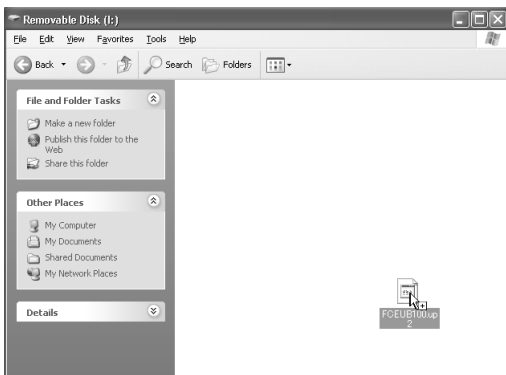 Removable Disk (I:)
File Edit View Favorites Tools Help
Back Search Folders
File and Folder Tasks
Make a new folder
Publish this folder to the
Web
Share this folder
Other Places
My Computer
My Documents
Shared Documents
My Network Places
Details
FCEUB100.up
2